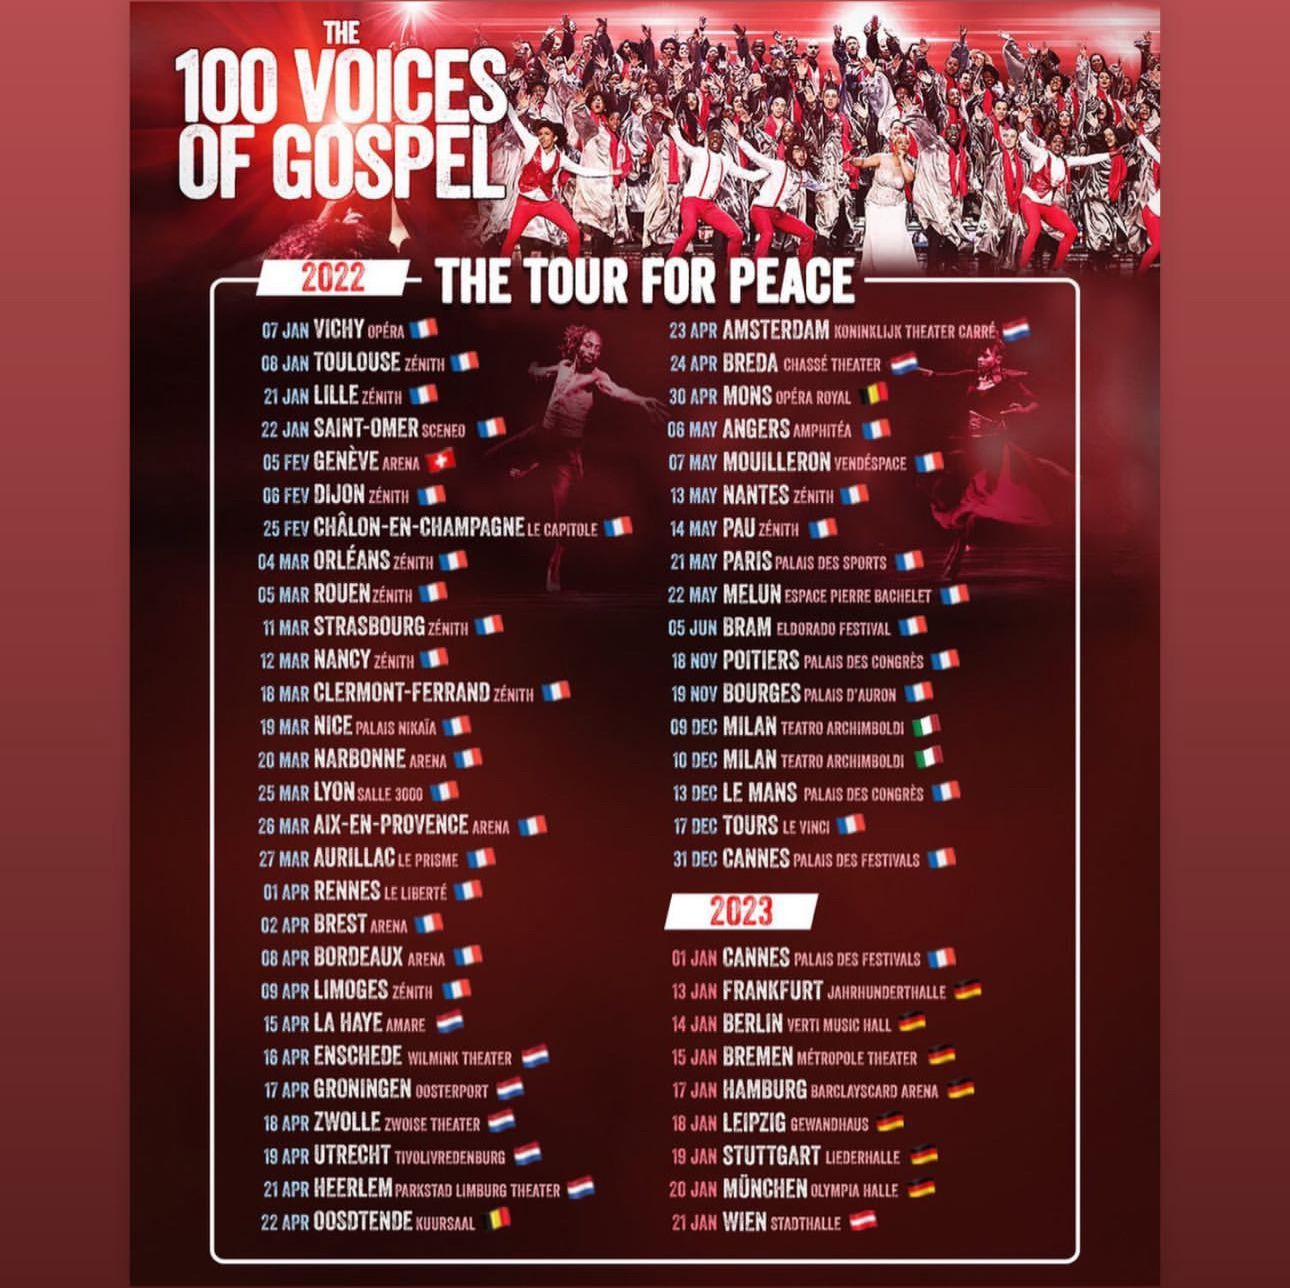 THE
100 VOICES
OF GOSPEL
2022
THE TOUR FOR PEACE
07 JAN VICHY OPÉRA
08 JAN TOULOUSE ZÉNITH
21 JAN LILLE ZÉNITH
22 JAN SAINT-OMER SCENEO
05 FEV GENÈVE ARENA
06 FEV DIJON ZÉNITH
25 FEV CHÂLON-EN-CHAMPAGNE LE CAPITOLE
04 MAR ORLÉANS ZÉNITH
05 MAR ROUEN ZÉNITH
11 MAR STRASBOURG ZÉNITH
12 MAR NANCY ZÉNITH
18 MAR CLERMONT-FERRAND ZÉNITH
19 MAR NICE PALAIS NIKAÏA
20 MAR NARBONNE ARENA
25 MAR LYON SALLE 3000
26 MAR AIX-EN-PROVENCE ARENA
27 MAR AURILLAC LE PRISME
01 APR RENNES LE LIBERTÉ
02 APR BREST ARENA
08 APR BORDEAUX ARENA
09 APR LIMOGES ZÉNITH
15 APR LA HAYE AMARE
16 APR ENSCHEDE WILMINK THEATER
17 APR GRONINGEN OOSTERPORT
18 APR ZWOLLE ZWOISE THEATER
19 APR UTRECHT TIVOLIVREDENBURG
21 APR HEERLEM PARKSTAD LIMBURG THEATER
22 APR OOSDTENDE KUURSAAL
23 APR AMSTERDAM KONINKLIJK THEATER CARRÉ
24 APR BREDA CHASSÉ THEATER
30 APR MONS OPÉRA ROYAL
06 MAY ANGERS AMPHITÉA
07 MAY MOUILLERON VENDÉSPACE
13 MAY NANTES ZÉNITH
14 MAY PAU ZÉNITH
21 MAY PARIS PALAIS DES SPORTS
22 MAY MELUN ESPACE PIERRE BACHELET
05 JUN BRAM ELDORADO FESTIVAL
18 NOV POITIERS PALAIS DES CONGRÈS
19 NOV BOURGES PALAIS D'AURON
09 DEC MILAN TEATRO ARCHIMBOLDI
10 DEC MILAN TEATRO ARCHIMBOLDI
13 DEC LE MANS PALAIS DES CONGRÈS
17 DEC TOURS LE VINCI
31 DEC CANNES PALAIS DES FESTIVALS
2023
01 JAN CANNES PALAIS DES FESTIVALS
13 JAN FRANKFURT JAHRHUNDERTHALLE
14 JAN BERLIN VERTI MUSIC HALL
15 JAN BREMEN MÉTROPOLE THEATER
17 JAN HAMBURG BARCLAYSCARD ARENA
18 JAN LEIPZIG GEWANDHAUS
19 JAN STUTTGART LIEDERHALLE
20 JAN MÜNCHEN OLYMPIA HALLE
21 JAN WIEN STADTHALLE